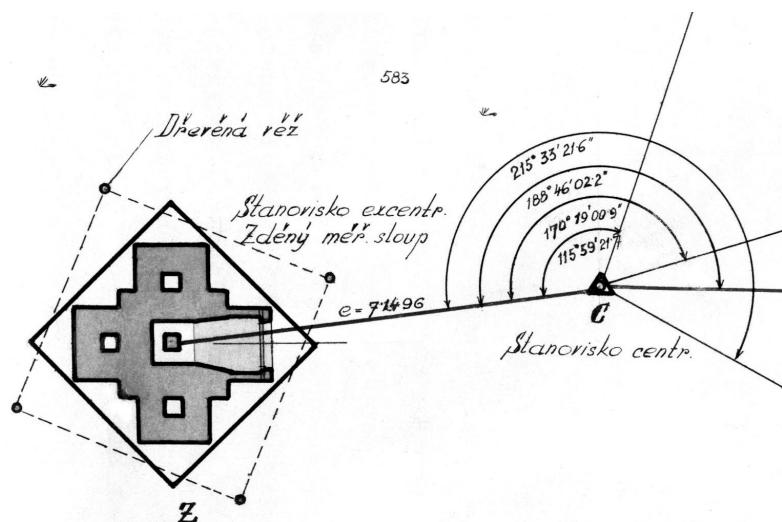 583
Dřevěná věž
215° 33' 21·6"
188° 46' 02·2"
170° 19' 00·9"
115° 59' 21·7
Stanovisko excentr.
Zděný měř. sloup
e = 7·1496
C
Stanovisko centr.
Z